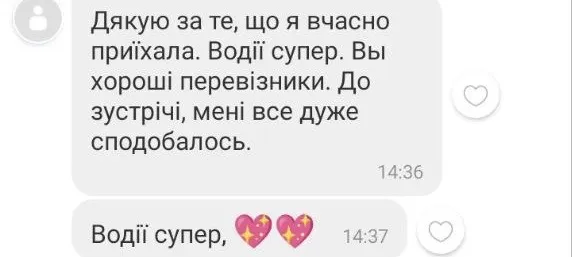 Дякую за те, що я вчасно
приїхала. Водії супер. Вы
хороші перевізники. До
зустрічі, мені все дуже
сподобалось.
14:36
Водії супер, 💖💖 14:37